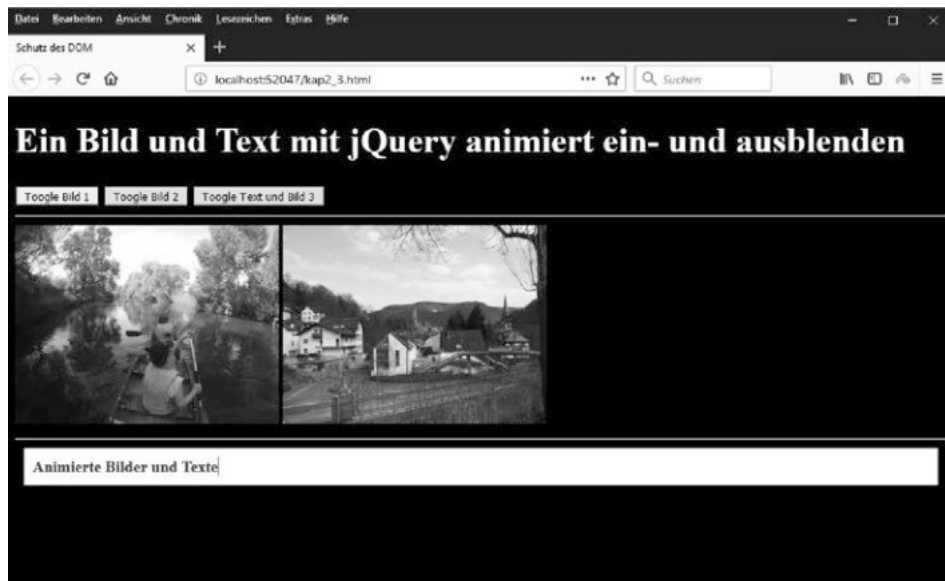 Datei Bearbeiten Ansicht Chronik Lesezeichen Extras Hilfe
Schutz des DOM
localhost:52047/kap2_3.html
Suchen
Ein Bild und Text mit jQuery animiert ein- und ausblenden
Toogle Bild 1 Toogle Bild 2 Toogle Text und Bild 3
Animierte Bilder und Texte